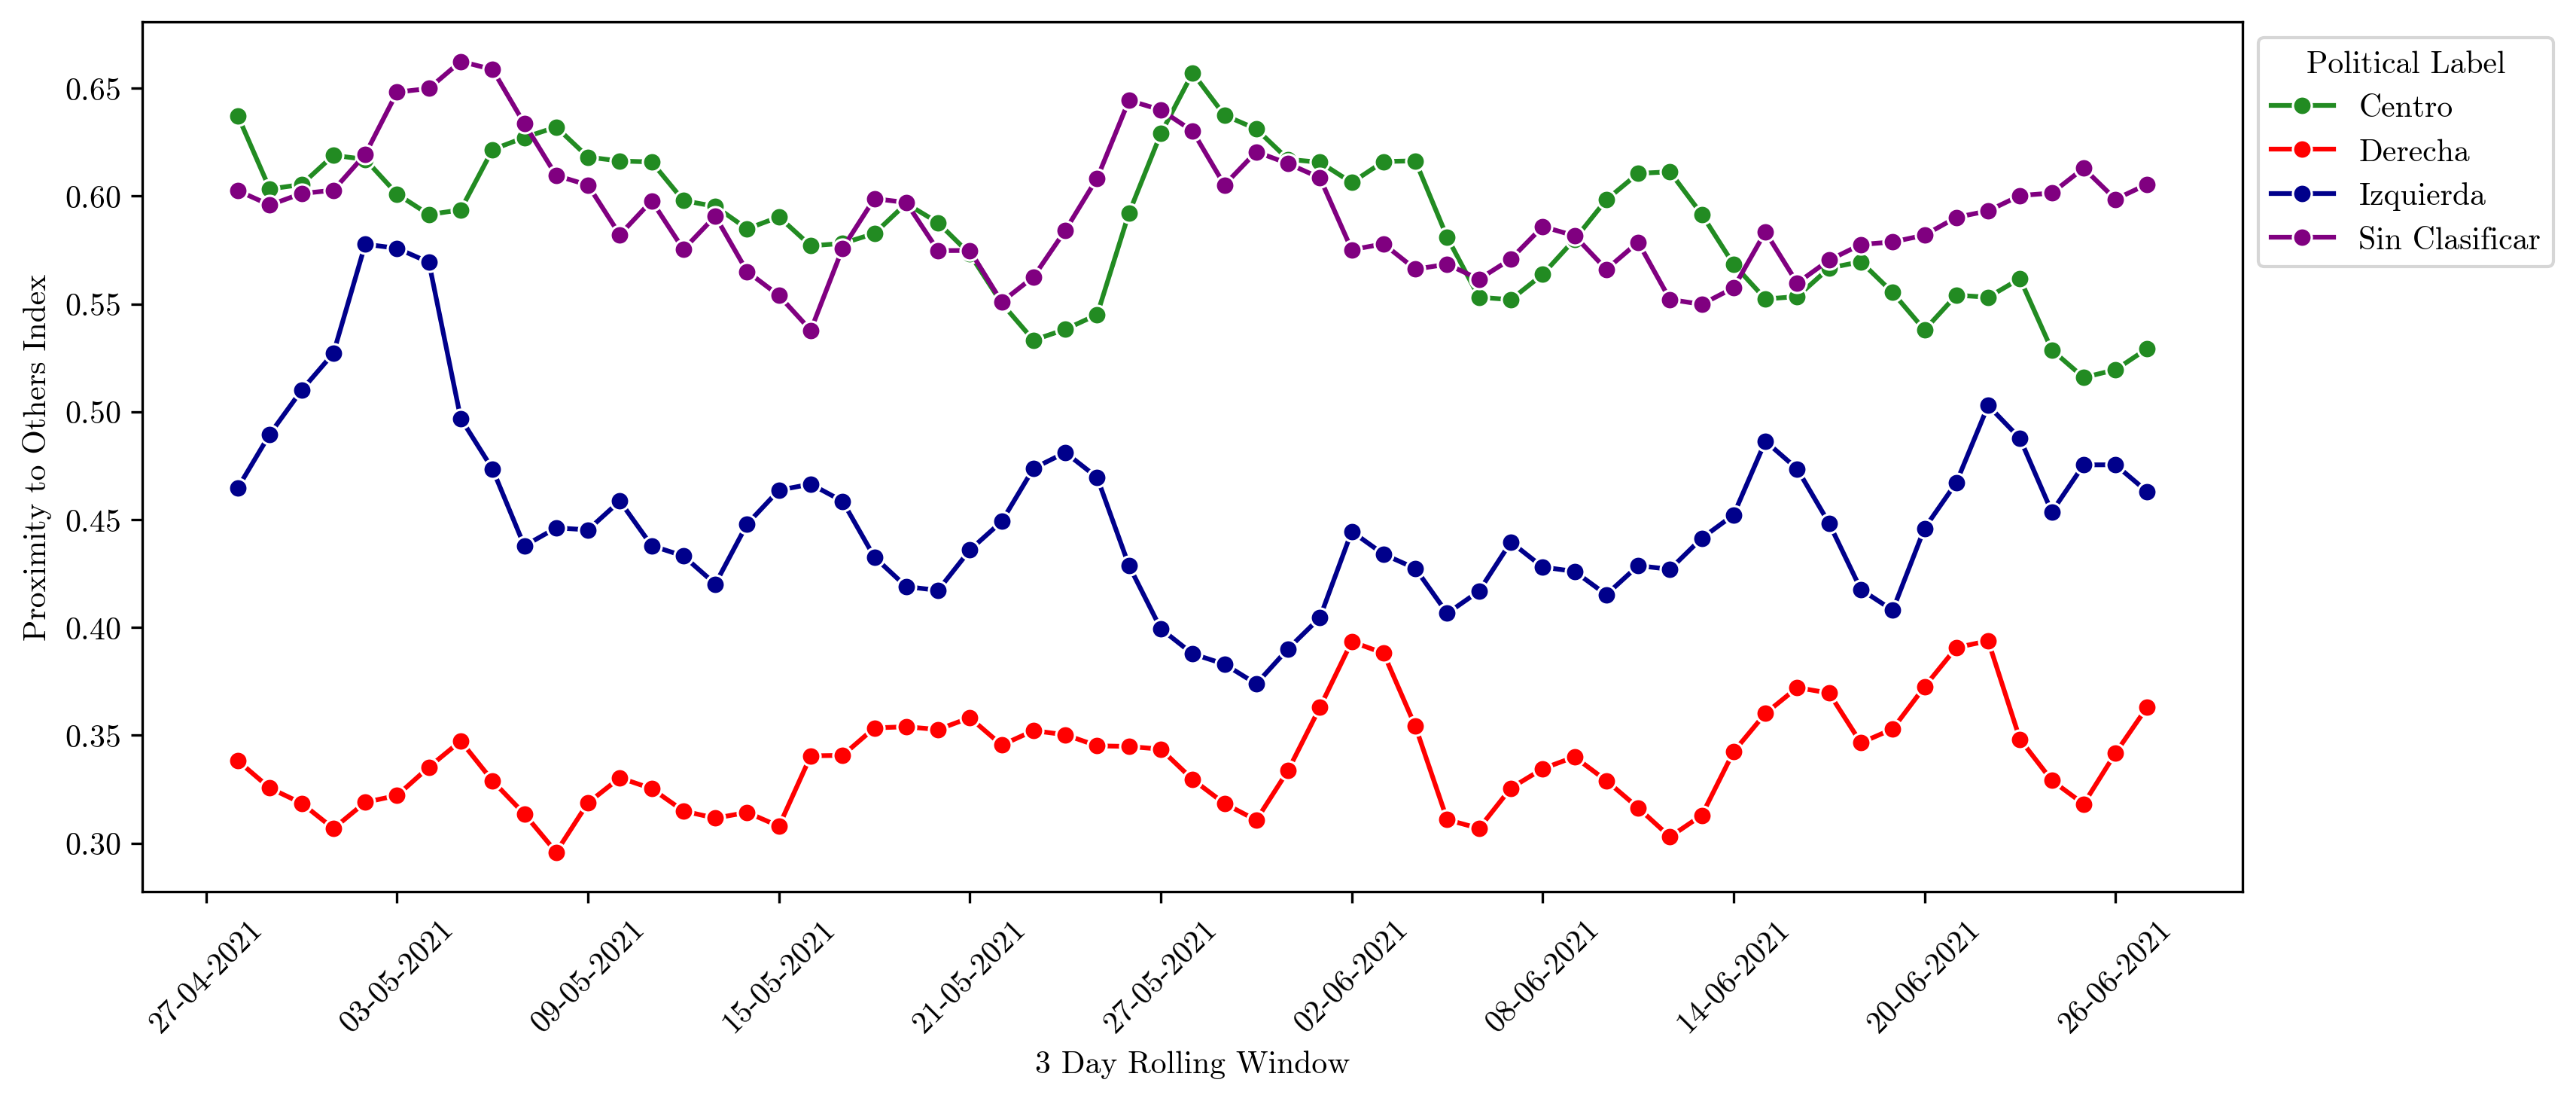 Political Label
Centro
Derecha
Izquierda
Sin Clasificar
Proximity to Others Index
0.65
0.60
0.55
0.50
0.45
0.40
0.35
0.30
27-04-2021
03-05-2021
09-05-2021
15-05-2021
21-05-2021
27-05-2021
02-06-2021
08-06-2021
14-06-2021
20-06-2021
26-06-2021
3 Day Rolling Window